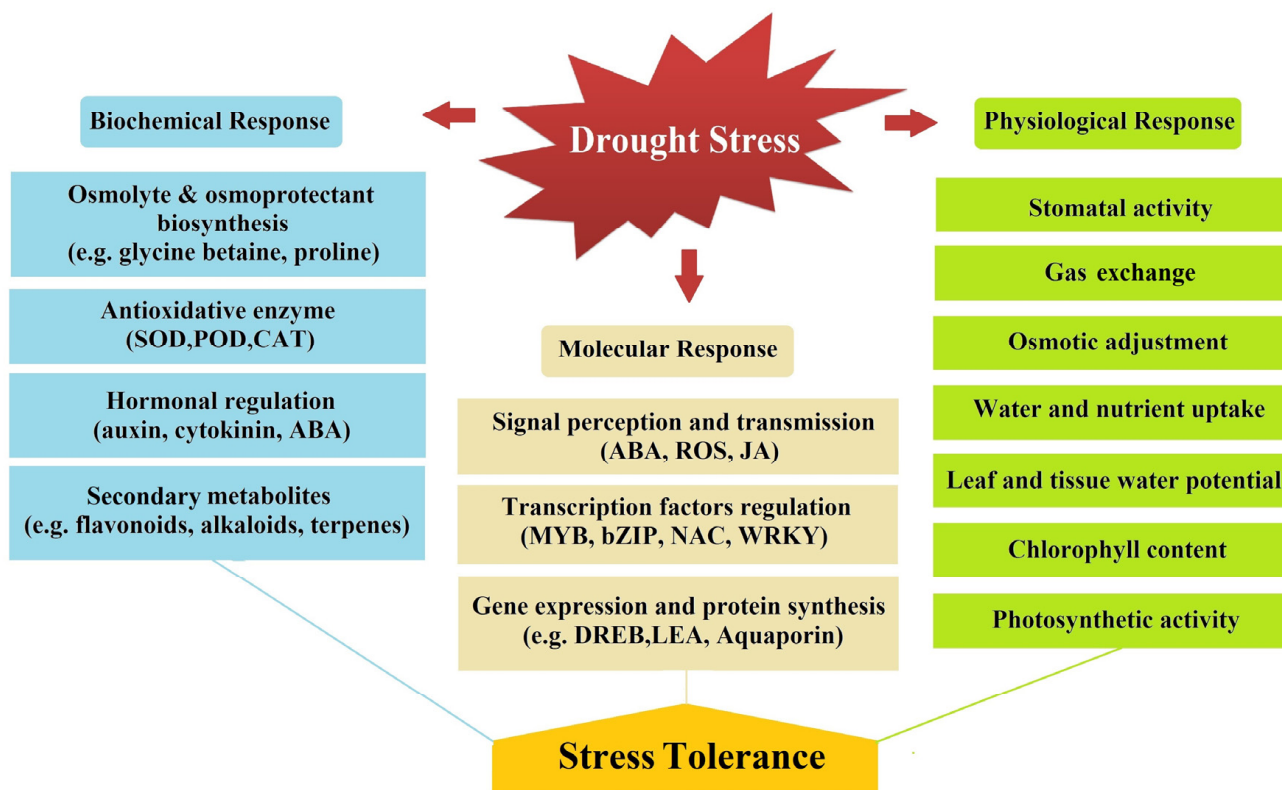 Drought Stress
Biochemical Response
Osmolyte & osmoprotectant
biosynthesis
(e.g. glycine betaine, proline)
Antioxidative enzyme
(SOD,POD,CAT)
Hormonal regulation
(auxin, cytokinin, ABA)
Secondary metabolites
(e.g. flavonoids, alkaloids, terpenes)
Molecular Response
Signal perception and transmission
(ABA, ROS, JA)
Transcription factors regulation
(MYB, bZIP, NAC, WRKY)
Gene expression and protein synthesis
(e.g. DREB,LEA, Aquaporin)
Physiological Response
Stomatal activity
Gas exchange
Osmotic adjustment
Water and nutrient uptake
Leaf and tissue water potential
Chlorophyll content
Photosynthetic activity
Stress Tolerance